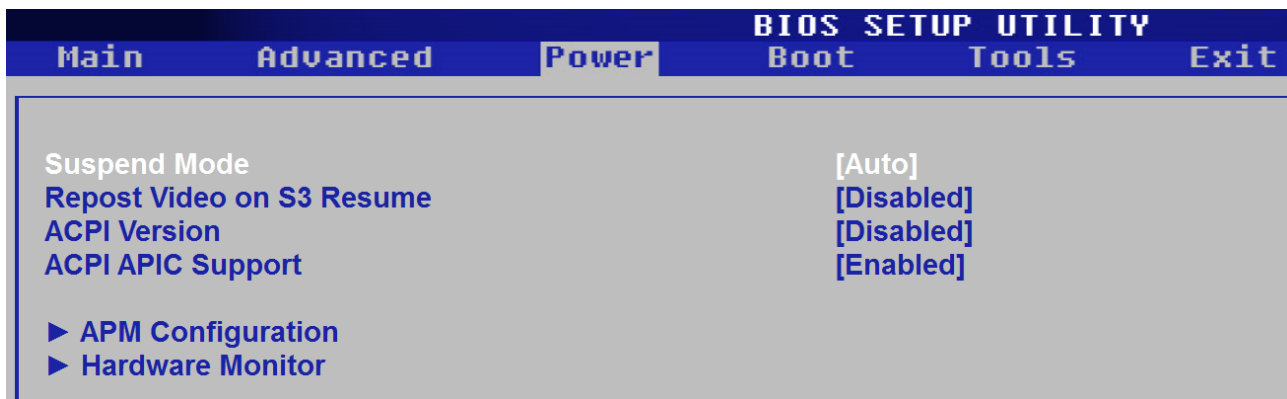 BIOS SETUP UTILITY
Main Advanced Power Boot Tools Exit
Suspend Mode [Auto]
Repost Video on S3 Resume [Disabled]
ACPI Version [Disabled]
ACPI APIC Support [Enabled]
► APM Configuration
► Hardware Monitor